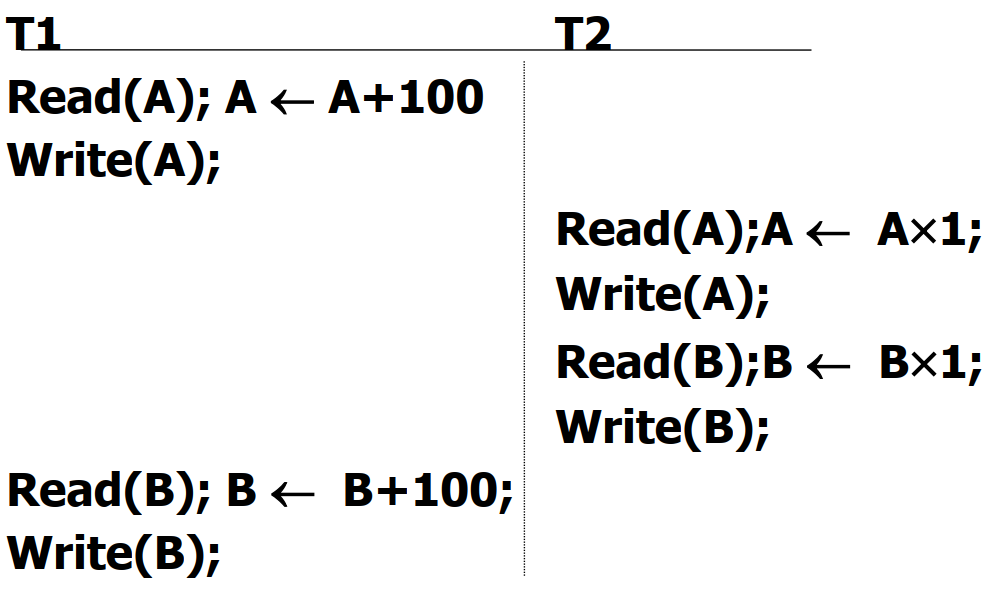 T1 T2
Read(A); A ← A+100
Write(A);
Read(A);A ← A×1;
Write(A);
Read(B);B ← B×1;
Write(B);
Read(B); B ← B+100;
Write(B);